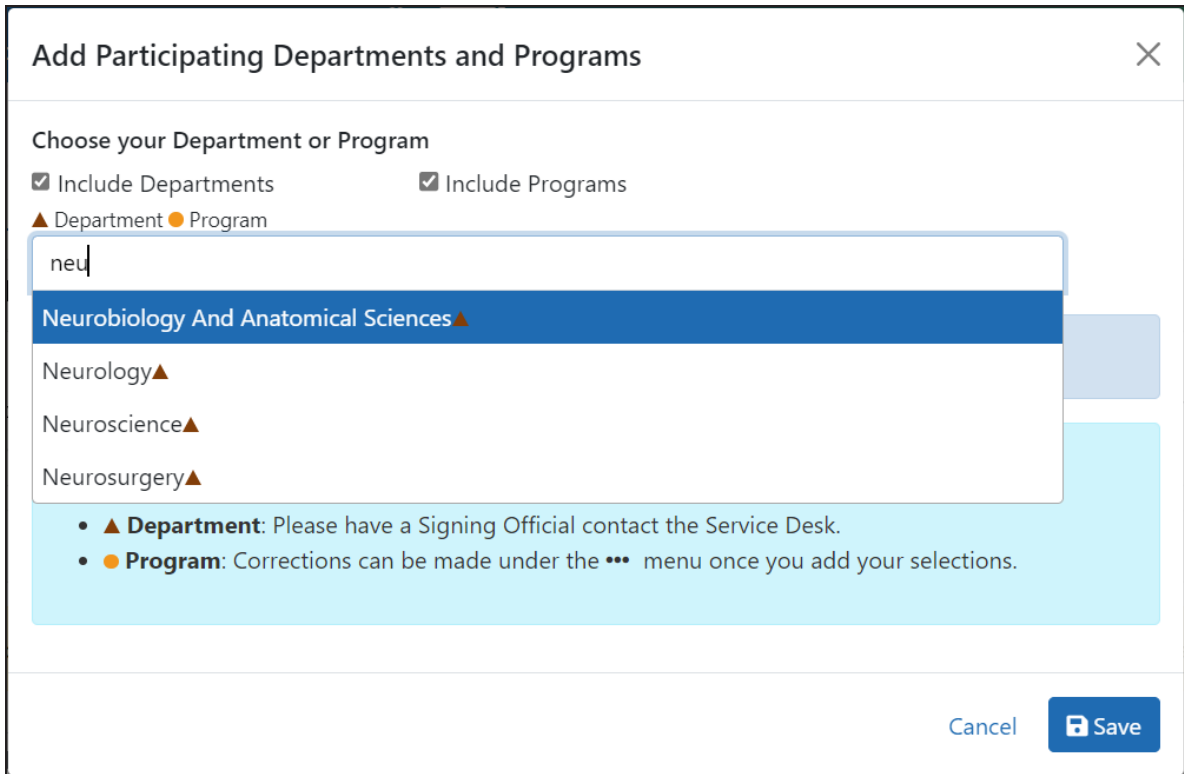 Add Participating Departments and Programs
Choose your Department or Program
Include Departments
Include Programs
Department Program
neu
Neurobiology And Anatomical Sciences
Neurology
Neuroscience
Neurosurgery
Department: Please have a Signing Official contact the Service Desk.
Program: Corrections can be made under the ••• menu once you add your selections.
Cancel
Save